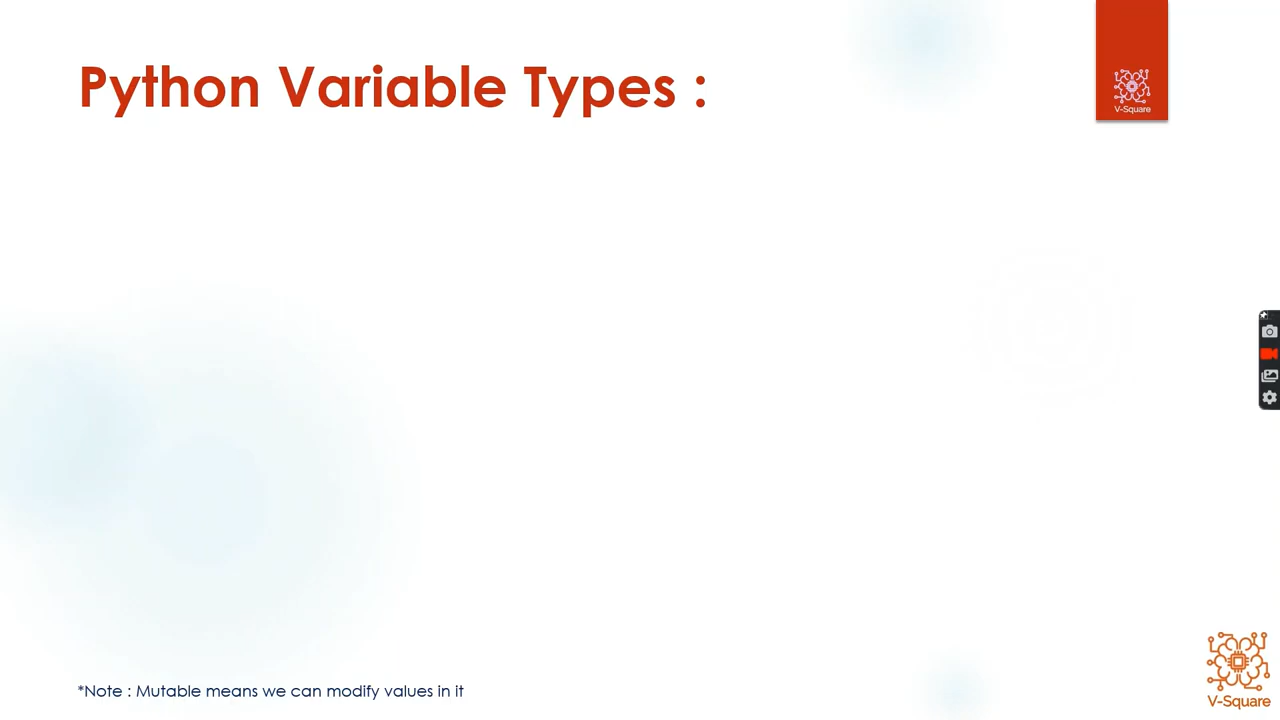 Python Variable Types :
V-Square
*Note : Mutable means we can modify values in it
V-Square